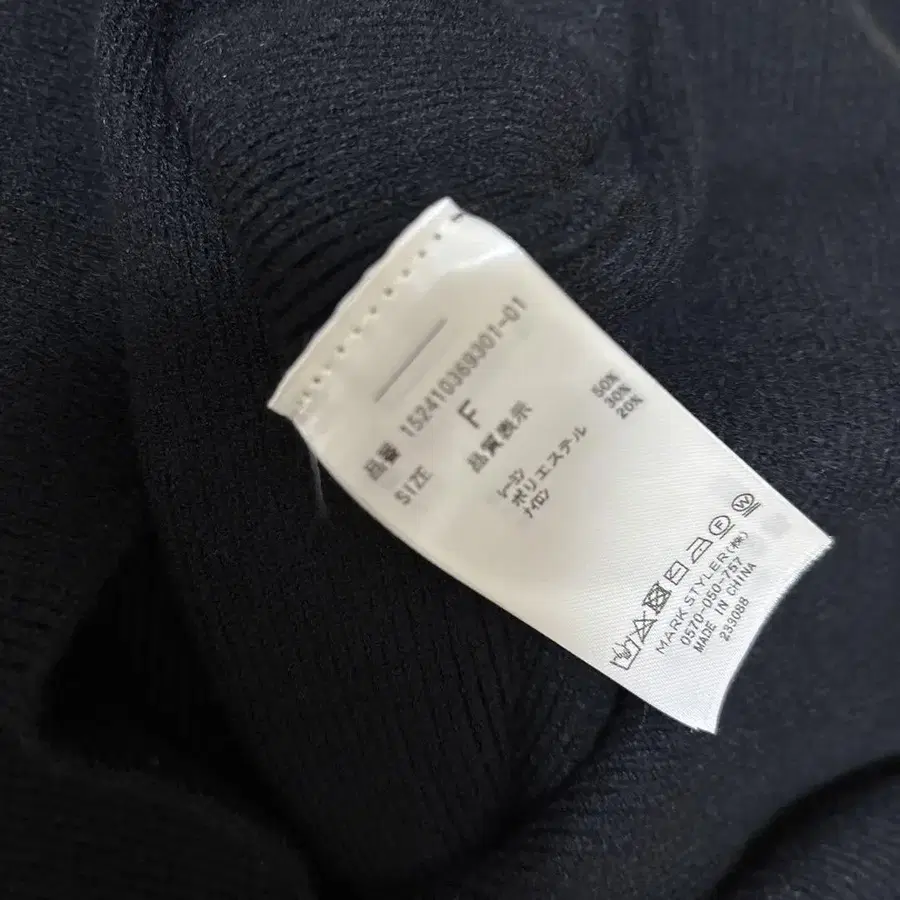 品番 152410369301-01
SIZE F
品質表示
レーヨン 50%
ポリエステル 30%
ナイロン 20%
MARK STYLER(株)
0570-050-757
MADE IN CHINA
233088